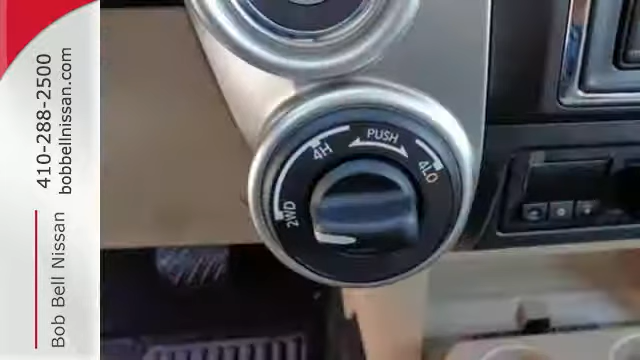 410-288-2500
bobbellnissan.com
Bob Bell Nissan
PUSH
4H
4LO
2WD